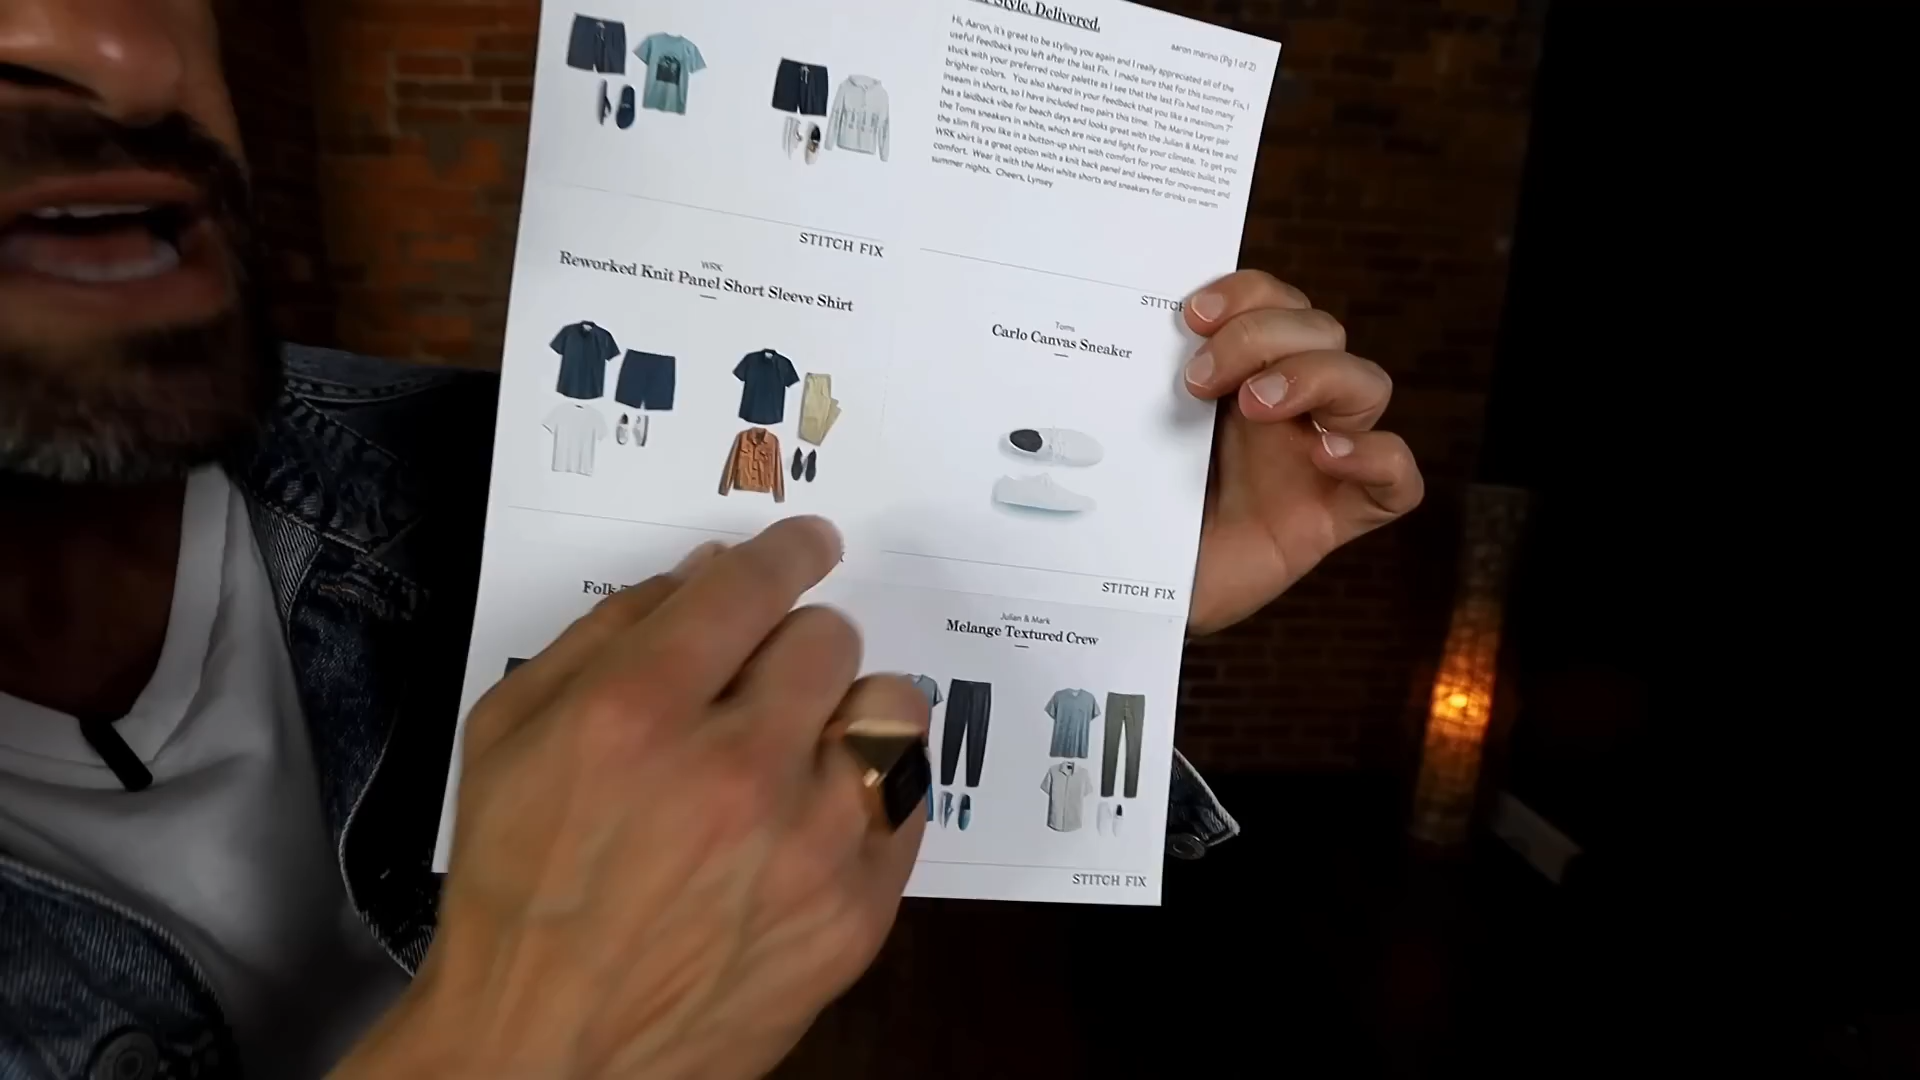 Style, Delivered.
aaron marino (Pg 1 of 2)
Hi, Aaron, it's great to be styling you again and I really appreciated all of the
useful feedback you left after the last Fix. I made sure that for this summer Fix, I
stuck with your preferred color palette as I see that the last Fix had too many
brighter colors. You also shared in your feedback that you like a maximum 7"
inseam in shorts, so I have included two pairs this time. The Marine Layer pair
has a laidback vibe for beach days and looks great with the Julian & Mark tee and
the Toms sneakers in white, which are nice and light for your climate. To get you
the slim fit you like in a button-up shirt with comfort for your athletic build, the
WRK shirt is a great option with a knit back panel and sleeves for movement and
comfort. Wear it with the Mavi white shorts and sneakers for drinks on warm
summer nights. Cheers, Lynsey
STITCH FIX
WRK
Reworked Knit Panel Short Sleeve Shirt
STITCH
Toms
Carlo Canvas Sneaker
STITCH FIX
Folk
Julian & Mark
Melange Textured Crew
STITCH FIX